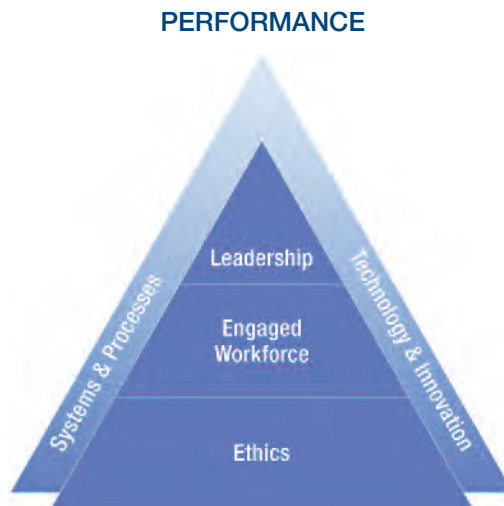 PERFORMANCE
Leadership
Engaged
Workforce
Ethics
Systems & Processes
Technology & Innovation